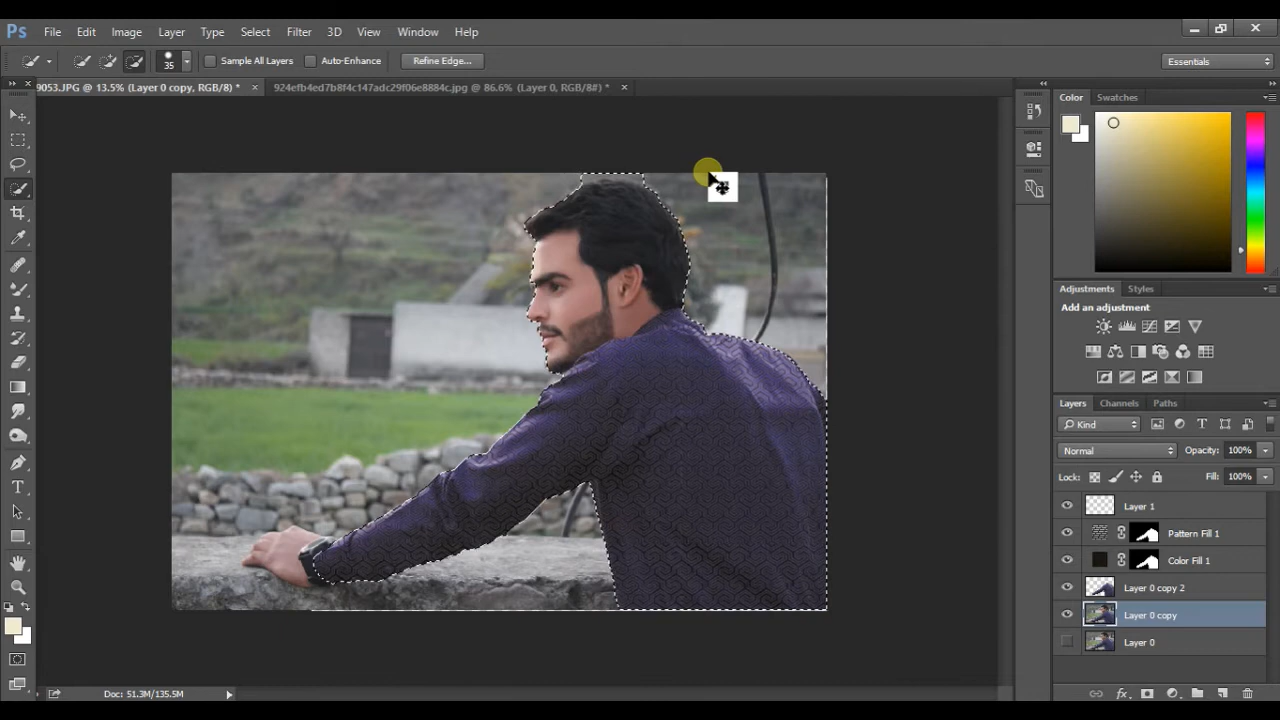 Ps File Edit Image Layer Type Select Filter 3D View Window Help
35 Sample All Layers Auto-Enhance Refine Edge... Essentials
9053.JPG @ 13.5% (Layer 0 copy, RGB/8) * 924efb4ed7b8f4c147adc29f06e8884c.jpg @ 86.6% (Layer 0, RGB/8#) *
Color Swatches
Adjustments Styles
Add an adjustment
Layers Channels Paths
Kind
Normal Opacity: 100%
Lock: Fill: 100%
Layer 1
Pattern Fill 1
Color Fill 1
Layer 0 copy 2
Layer 0 copy
Layer 0
Doc: 51.3M/135.5M